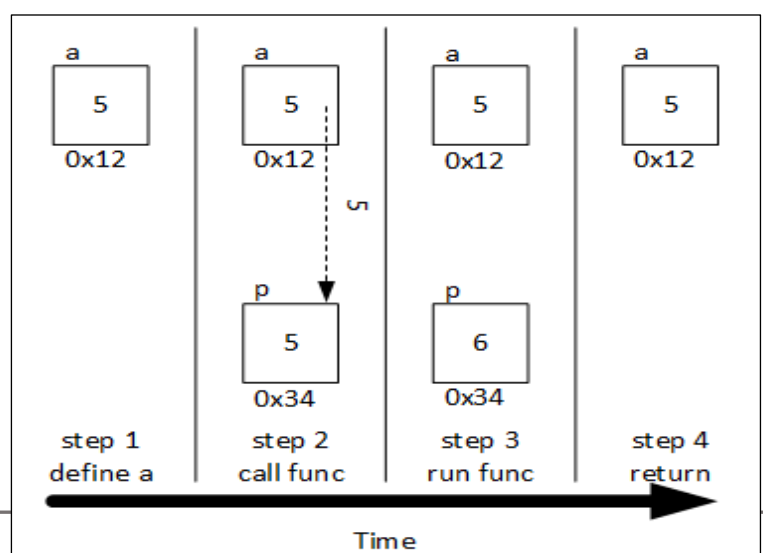 a a a a
5 5 5 5
0x12 0x12 0x12 0x12
5
p p
5 6
0x34 0x34
step 1 step 2 step 3 step 4
define a call func run func return
Time